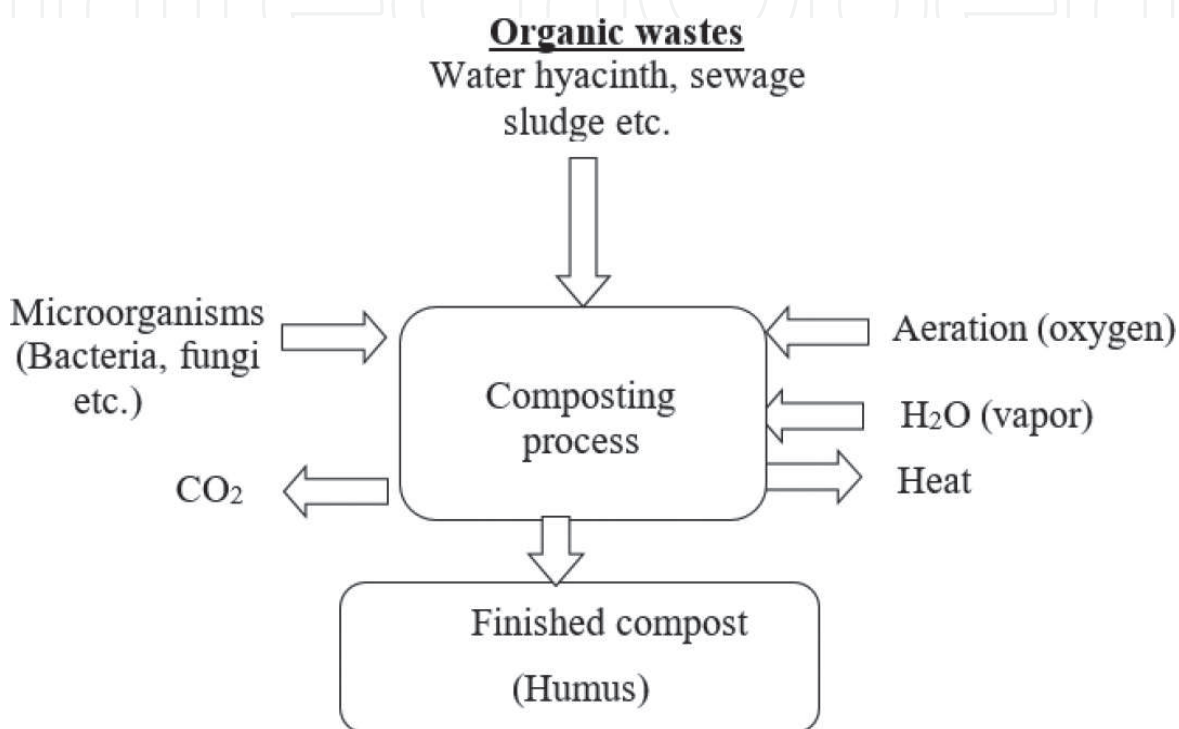 Organic wastes
Water hyacinth, sewage
sludge etc.
Microorganisms
(Bacteria, fungi
etc.)
Aeration (oxygen)
Composting
process
H₂O (vapor)
CO₂
Heat
Finished compost
(Humus)